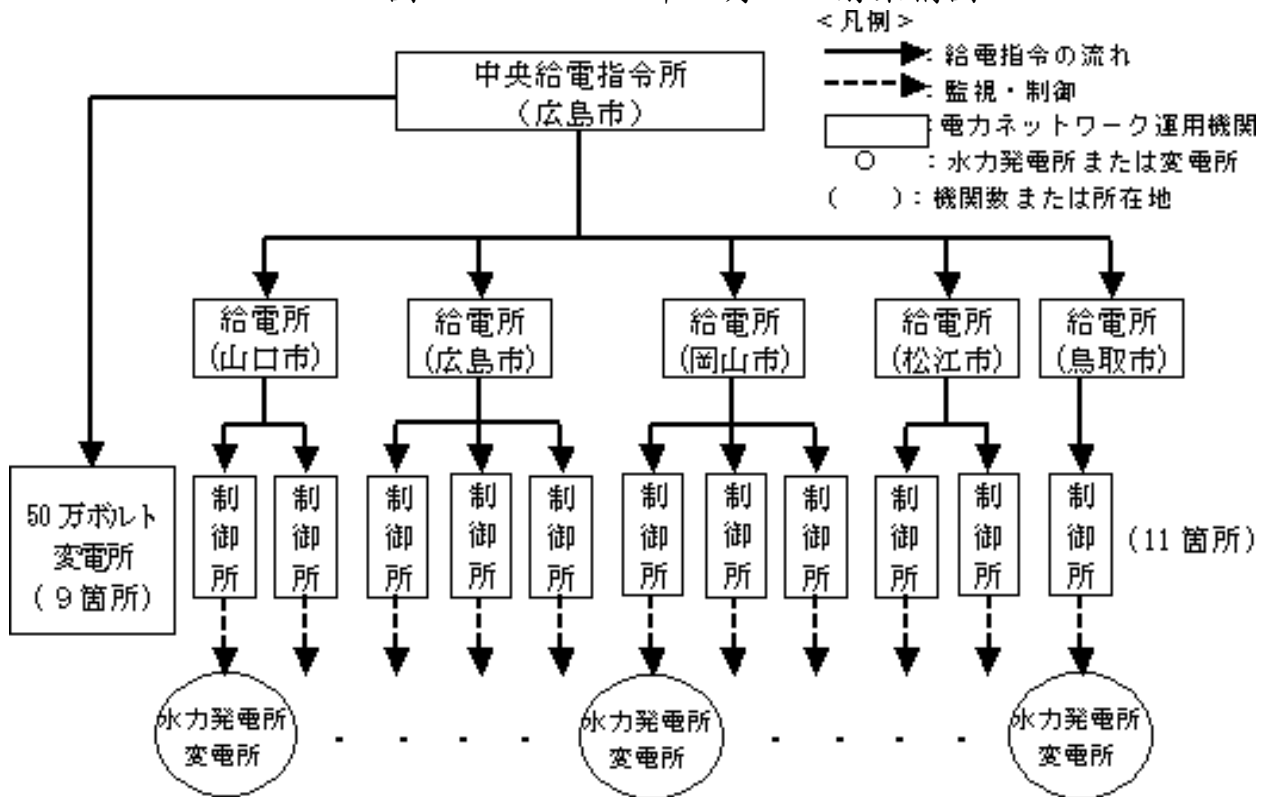 <凡例>
：給電指令の流れ
：監視・制御
：電力ネットワーク運用機関
○ ：水力発電所または変電所
( )：機関数または所在地
中央給電指令所
(広島市)
給電所
(山口市)
給電所
(広島市)
給電所
(岡山市)
給電所
(松江市)
給電所
(鳥取市)
50万ボルト
変電所
(9箇所)
制御所
制御所
制御所
制御所
制御所
制御所
制御所
制御所
制御所
制御所
制御所
(11箇所)
水力発電所
変電所
水力発電所
変電所
水力発電所
変電所